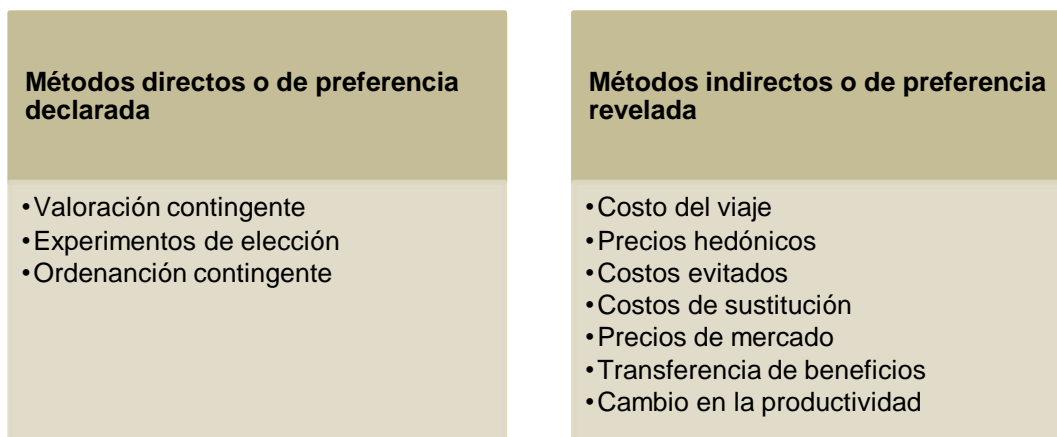 Métodos directos o de preferencia
declarada
•Valoración contingente
•Experimentos de elección
•Ordenanción contingente
Métodos indirectos o de preferencia
revelada
•Costo del viaje
•Precios hedónicos
•Costos evitados
•Costos de sustitución
•Precios de mercado
•Transferencia de beneficios
•Cambio en la productividad